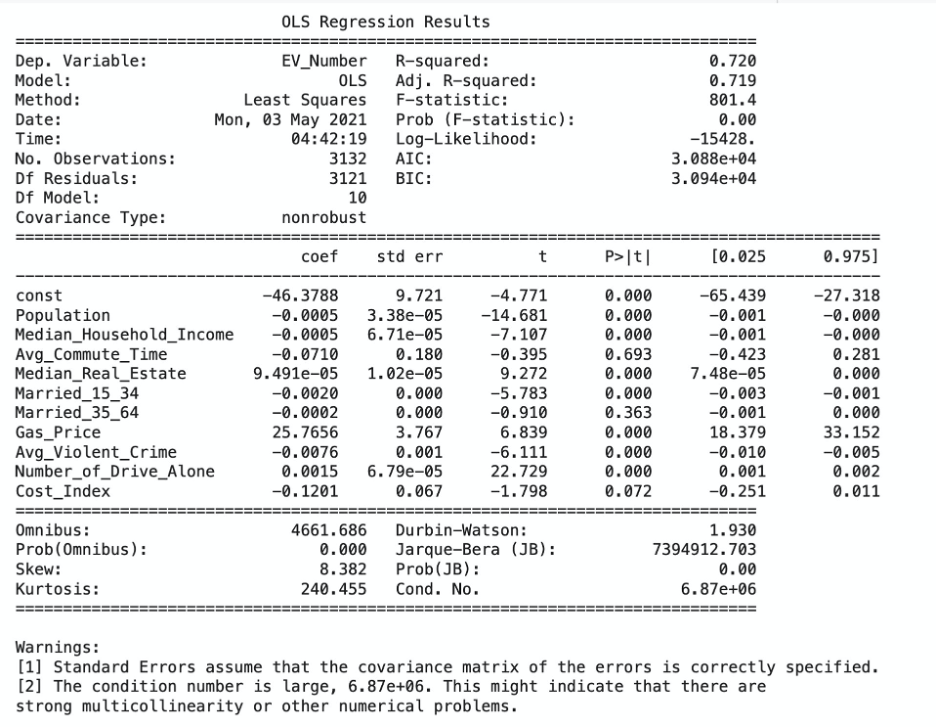 OLS Regression Results
==============================================================================
Dep. Variable: EV_Number R-squared: 0.720
Model: OLS Adj. R-squared: 0.719
Method: Least Squares F-statistic: 801.4
Date: Mon, 03 May 2021 Prob (F-statistic): 0.00
Time: 04:42:19 Log-Likelihood: -15428.
No. Observations: 3132 AIC: 3.088e+04
Df Residuals: 3121 BIC: 3.094e+04
Df Model: 10
Covariance Type: nonrobust
===========================================================================================
coef std err t P>|t| [0.025 0.975]
-------------------------------------------------------------------------------------------
const -46.3788 9.721 -4.771 0.000 -65.439 -27.318
Population -0.0005 3.38e-05 -14.681 0.000 -0.001 -0.000
Median_Household_Income -0.0005 6.71e-05 -7.107 0.000 -0.001 -0.000
Avg_Commute_Time -0.0710 0.180 -0.395 0.693 -0.423 0.281
Median_Real_Estate 9.491e-05 1.02e-05 9.272 0.000 7.48e-05 0.000
Married_15_34 -0.0020 0.000 -5.783 0.000 -0.003 -0.001
Married_35_64 -0.0002 0.000 -0.910 0.363 -0.001 0.000
Gas_Price 25.7656 3.767 6.839 0.000 18.379 33.152
Avg_Violent_Crime -0.0076 0.001 -6.111 0.000 -0.010 -0.005
Number_of_Drive_Alone 0.0015 6.79e-05 22.729 0.000 0.001 0.002
Cost_Index -0.1201 0.067 -1.798 0.072 -0.251 0.011
==============================================================================
Omnibus: 4661.686 Durbin-Watson: 1.930
Prob(Omnibus): 0.000 Jarque-Bera (JB): 7394912.703
Skew: 8.382 Prob(JB): 0.00
Kurtosis: 240.455 Cond. No. 6.87e+06
==============================================================================
Warnings:
[1] Standard Errors assume that the covariance matrix of the errors is correctly specified.
[2] The condition number is large, 6.87e+06. This might indicate that there are
strong multicollinearity or other numerical problems.